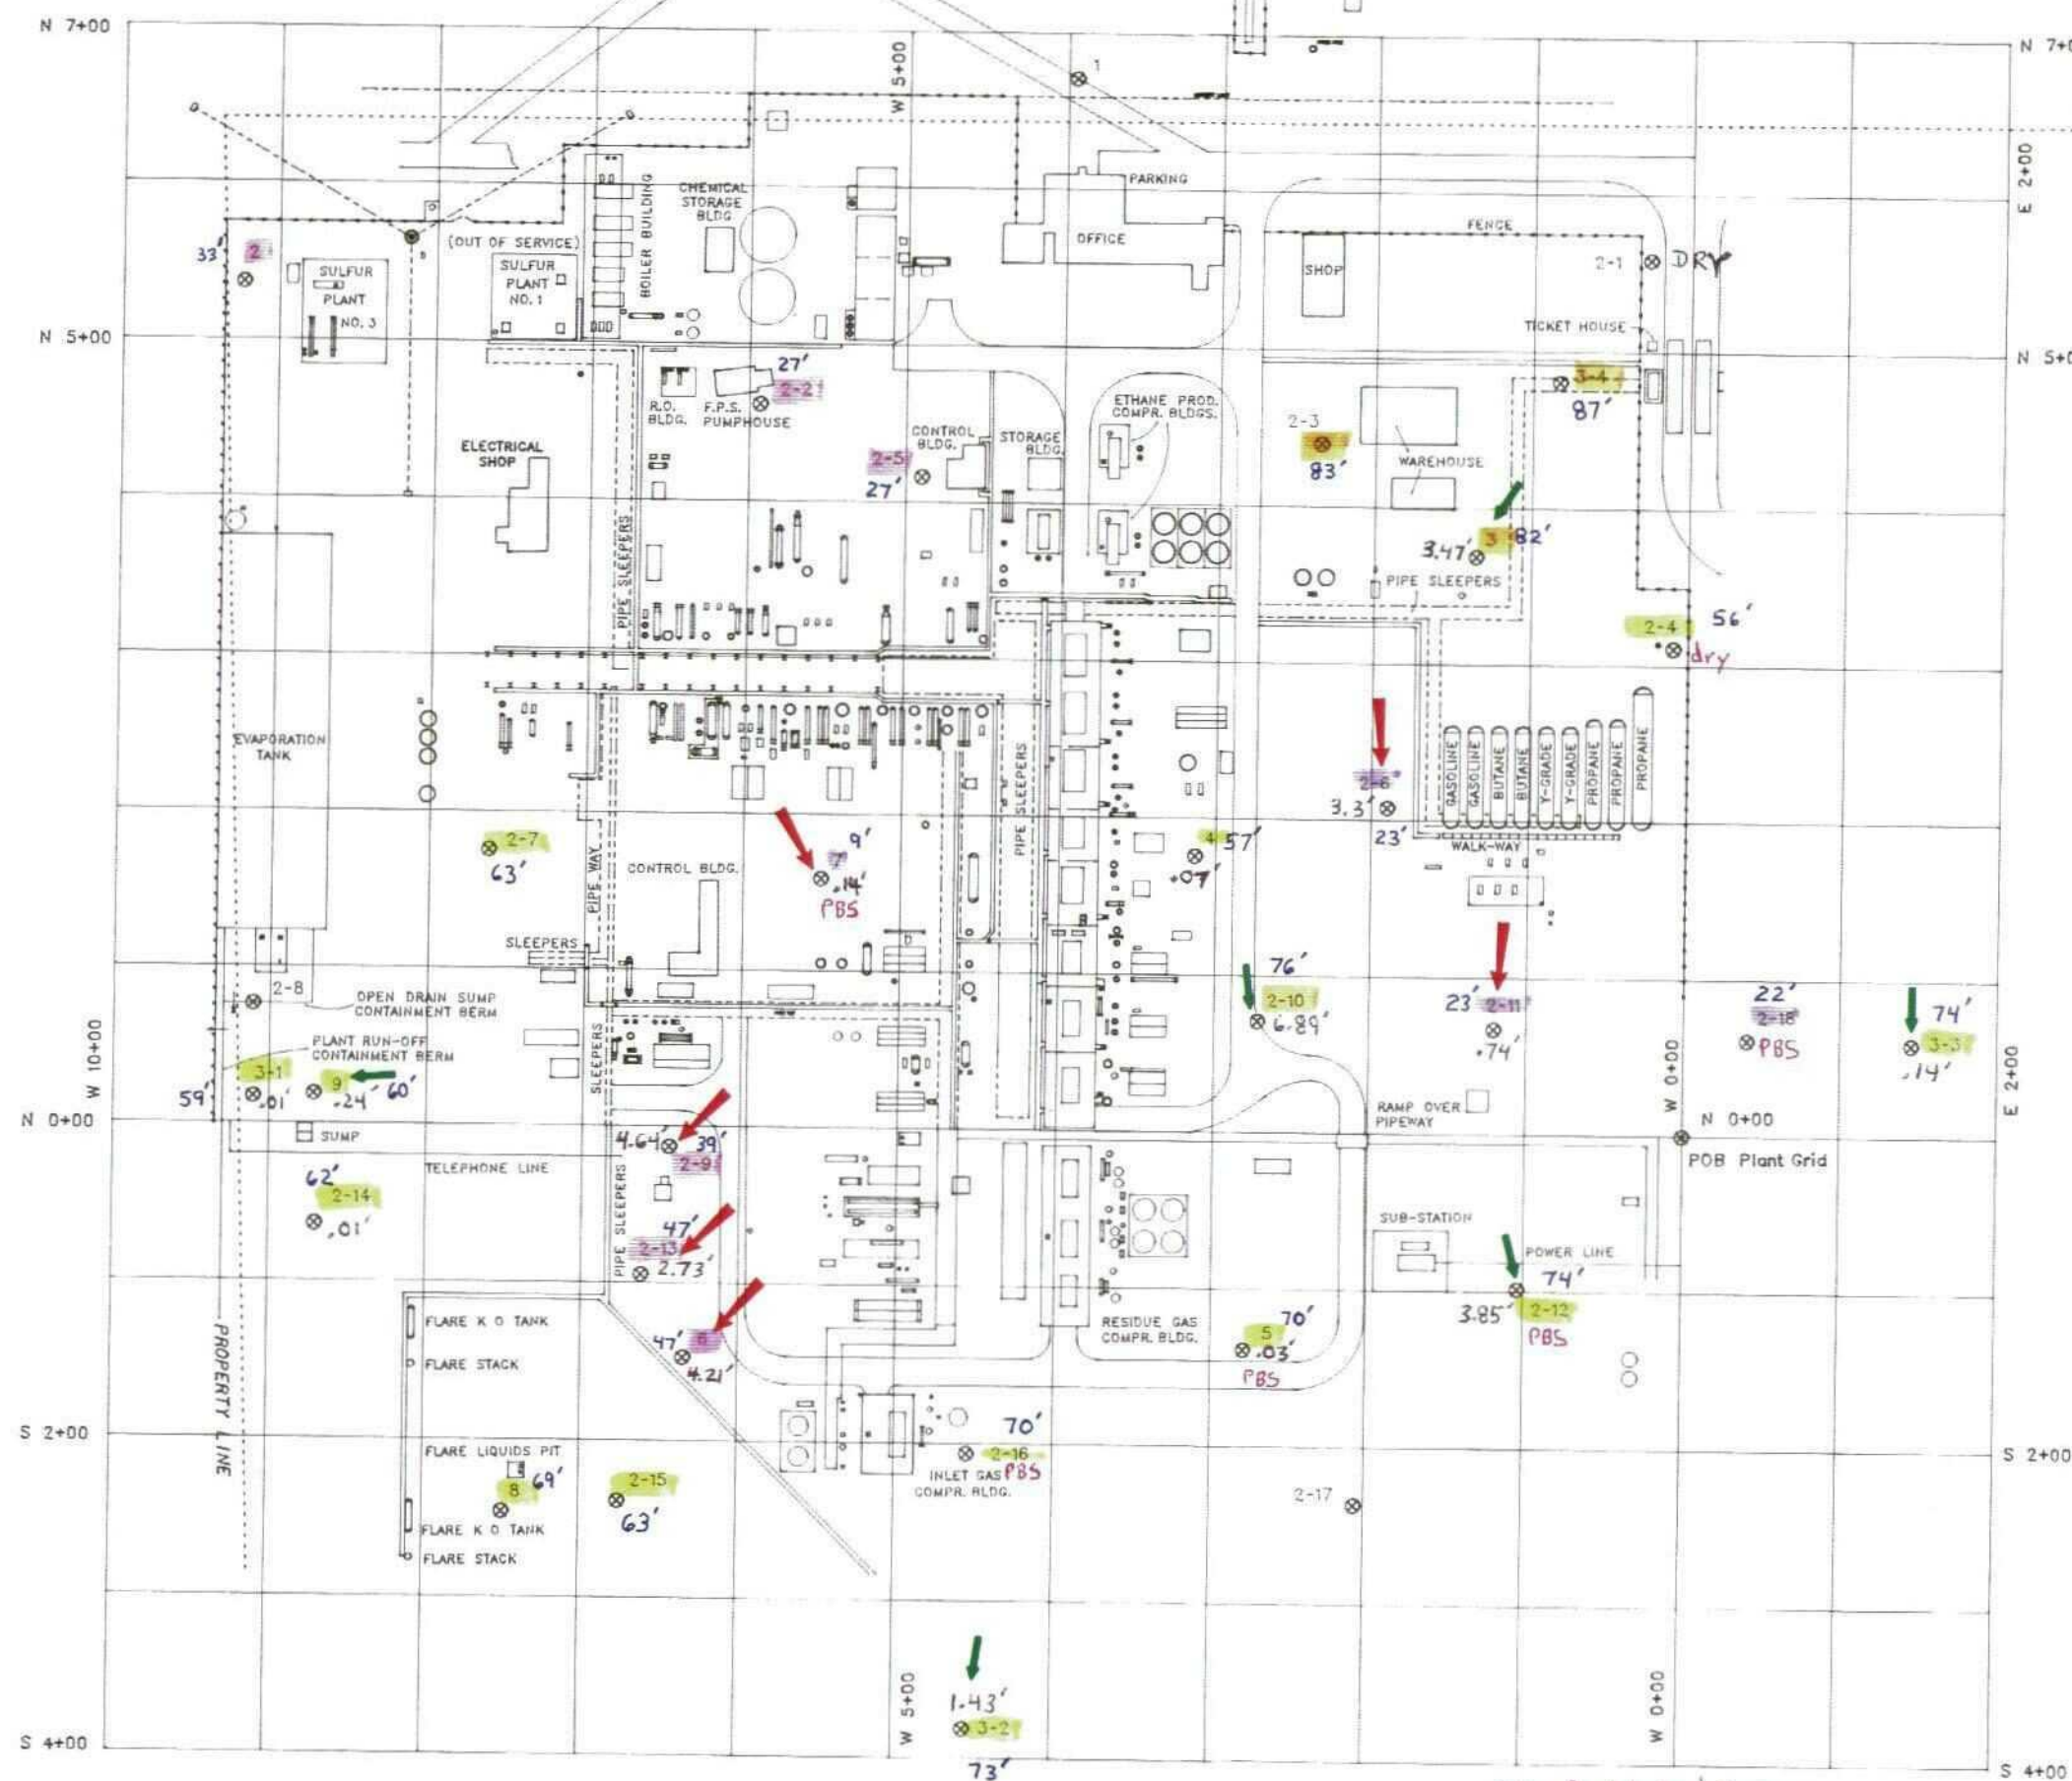 N 7+00
N 7+0
1
W 5+00
E 2+00
PARKING
CHEMICAL
STORAGE
BLDG
BOILER BUILDING
FENCE
33'
2
(OUT OF SERVICE)
OFFICE
SULFUR
PLANT
NO. 3
SULFUR
PLANT
NO. 1
SHOP
2-1
DRY
TICKET HOUSE
N 5+00
N 5+0
27'
2-2
R.O.
BLDG.
F.P.S.
PUMPHOUSE
ETHANE PROD.
COMPR. BLDGS.
3-4
87'
2-3
83'
WAREHOUSE
ELECTRICAL
SHOP
CONTROL
BLDG.
STORAGE
BLDG.
2-5
27'
3
82'
3.47'
PIPE SLEEPERS
PIPE SLEEPERS
2-4
56'
dry
EVAPORATION
TANK
PIPE SLEEPERS
GASOLINE
GASOLINE
BUTANE
BUTANE
Y-GRADE
Y-GRADE
PROPANE
PROPANE
PROPANE
2-6
3.3'
23'
WALK-WAY
2-7
63'
PIPE WAY
CONTROL BLDG.
9'
7
.14'
PBS
4
57'
.07'
SLEEPERS
2-8
OPEN DRAIN SUMP
CONTAINMENT BERM
76'
2-10
6.89'
23'
2-11
.74'
22'
2-18
PBS
74'
3-3
.14'
W 10+00
PLANT RUN-OFF
CONTAINMENT BERM
SLEEPERS
3-1
59'
.01'
9
.24'
60'
W 0+00
E 2+00
N 0+00
SUMP
4.64'
39'
2-9
RAMP OVER
PIPEWAY
N 0+00
POB Plant Grid
TELEPHONE LINE
62'
2-14
.01'
PIPE SLEEPERS
47'
2-13
2.73'
SUB-STATION
POWER LINE
74'
3.85'
2-12
PBS
PROPERTY LINE
FLARE K O TANK
FLARE STACK
47'
6
4.21'
RESIDUE GAS
COMPR. BLDG.
70'
5
.03'
PBS
S 2+00
S 2+00
FLARE LIQUIDS PIT
8
69'
2-15
63'
70'
2-16
PBS
INLET GAS
COMPR. BLDG.
2-17
FLARE K O TANK
FLARE STACK
W 5+00
W 0+00
1.43'
3-2
73'
S 4+00
S 4+00